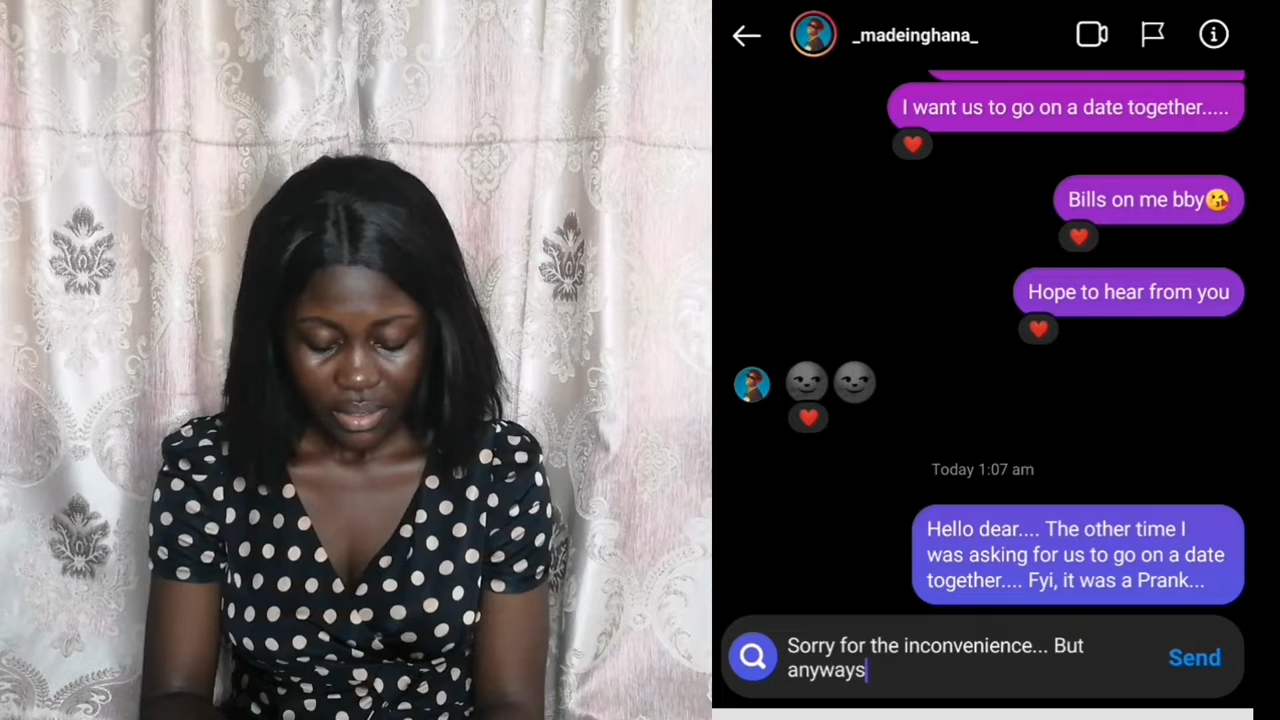 _madeinghana_
I want us to go on a date together.....
Bills on me bby😘
Hope to hear from you
Today 1:07 am
Hello dear.... The other time I
was asking for us to go on a date
together.... Fyi, it was a Prank...
Sorry for the inconvenience... But
anyways
Send